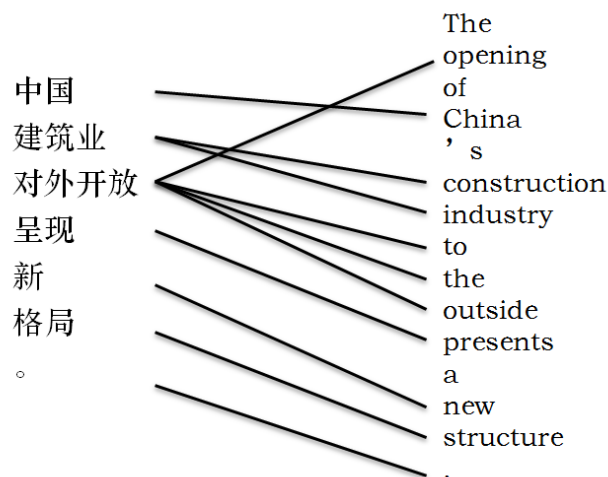 中国
建筑业
对外开放
呈现
新
格局
。
The
opening
of
China
’ s
construction
industry
to
the
outside
presents
a
new
structure
.